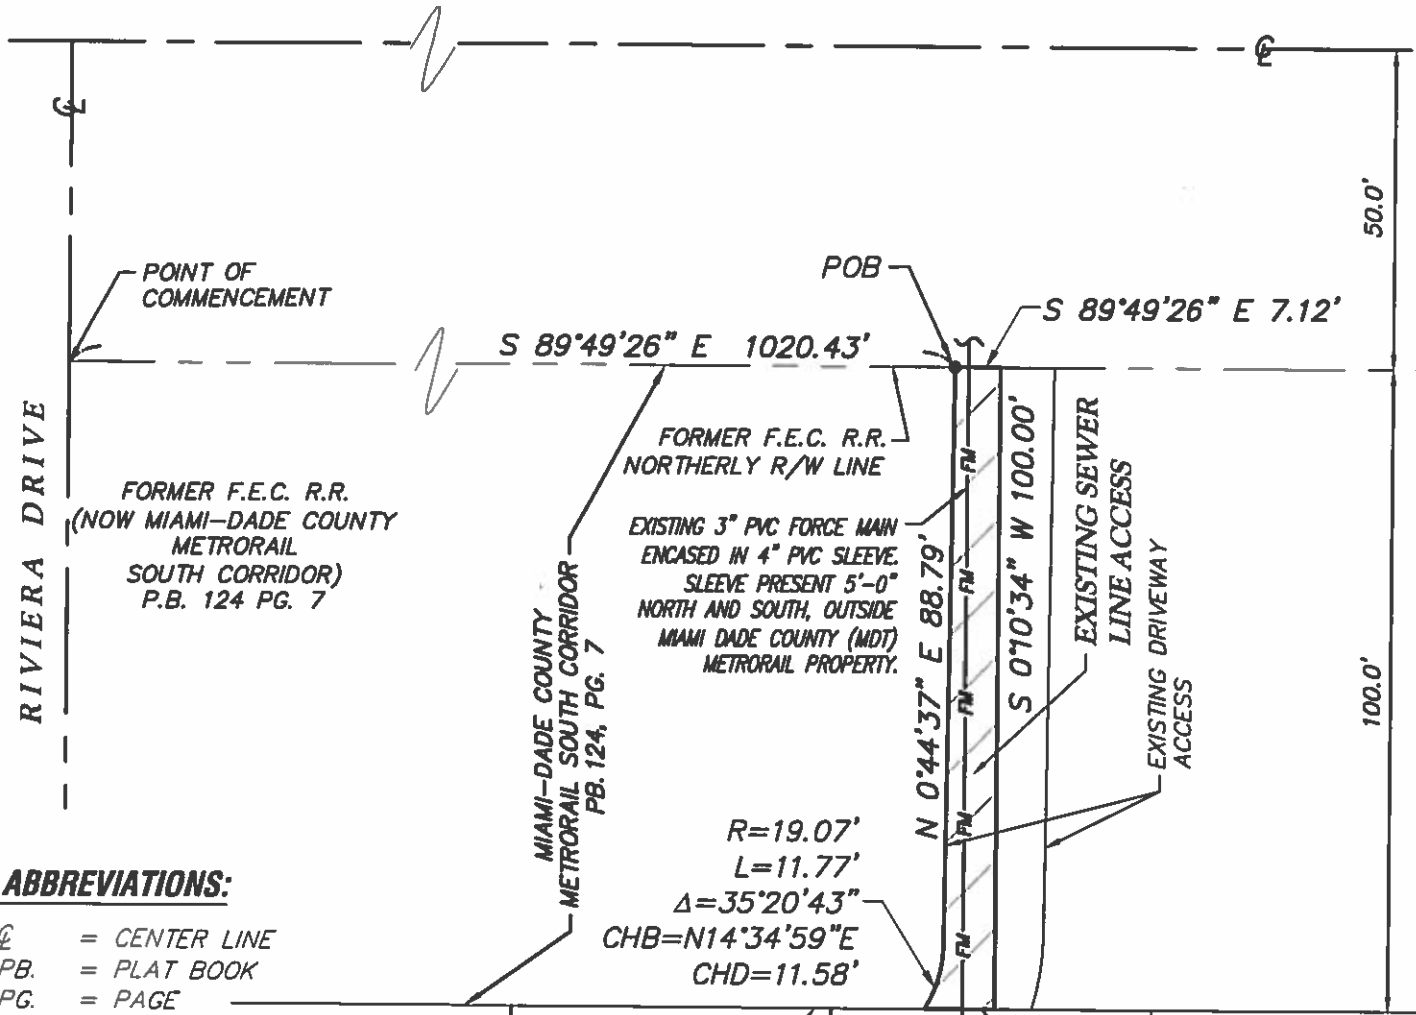 ℄
℄
50.0'
POINT OF
COMMENCEMENT
POB
S 89°49'26" E 7.12'
S 89°49'26" E 1020.43'
RIVIERA DRIVE
FORMER F.E.C. R.R.
(NOW MIAMI-DADE COUNTY
METRORAIL
SOUTH CORRIDOR)
P.B. 124 PG. 7
FORMER F.E.C. R.R.
NORTHERLY R/W LINE
EXISTING 3" PVC FORCE MAIN
ENCASED IN 4" PVC SLEEVE.
SLEEVE PRESENT 5'-0"
NORTH AND SOUTH, OUTSIDE
MIAMI DADE COUNTY (MDT)
METRORAIL PROPERTY.
MIAMI-DADE COUNTY
METRORAIL SOUTH CORRIDOR
PB. 124, PG. 7
N 0°44'37" E 88.79'
FM
FM
FM
FM
FM
S 0°10'34" W 100.00'
EXISTING SEWER
LINE ACCESS
EXISTING DRIVEWAY
ACCESS
100.0'
R=19.07'
L=11.77'
Δ=35°20'43"
CHB=N14°34'59"E
CHD=11.58'
ABBREVIATIONS:
℄ = CENTER LINE
PB. = PLAT BOOK
PG. = PAGE